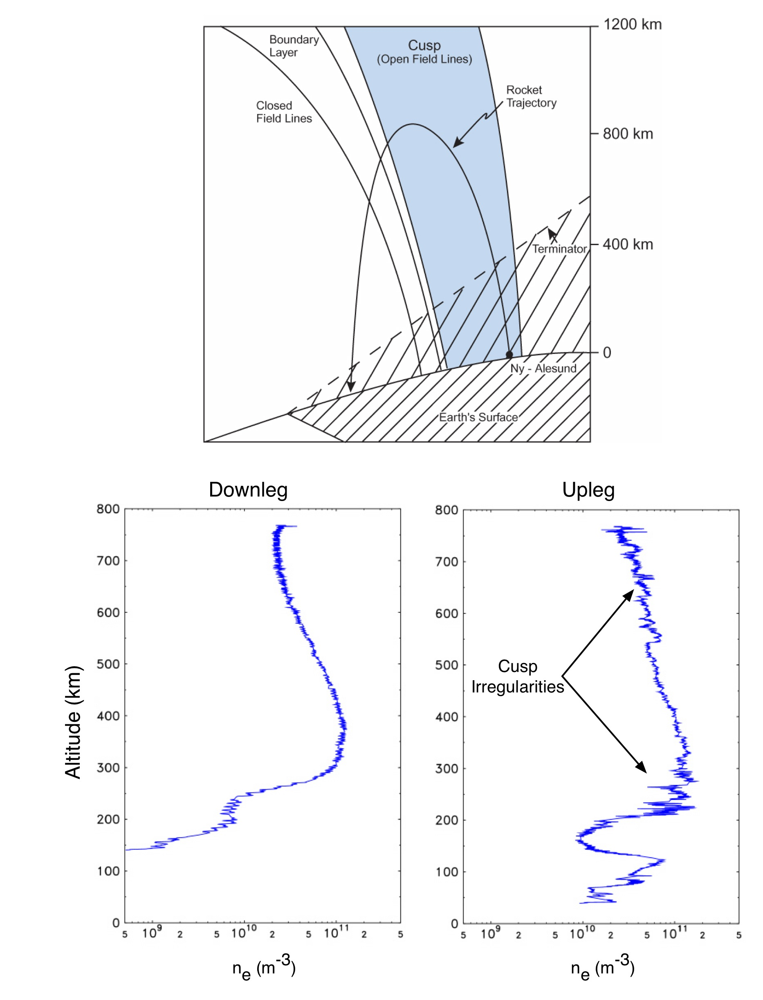 1200 km
Boundary
Layer
Cusp
(Open Field Lines)
Rocket
Trajectory
Closed
Field Lines
800 km
400 km
Terminator
0
Ny - Alesund
Earth's Surface
Downleg
Upleg
800
700
600
500
400
300
200
100
0
5 10⁹ 2 5 10¹⁰ 2 5 10¹¹ 2 5
Altitude (km)
nₑ (m⁻³)
800
700
600
500
400
300
200
100
0
5 10⁹ 2 5 10¹⁰ 2 5 10¹¹ 2 5
Cusp
Irregularities
nₑ (m⁻³)